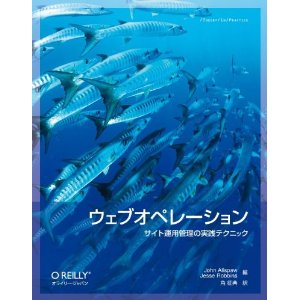 /Theory/In/Practice
ウェブオペレーション
サイト運用管理の実践テクニック
John Allspaw 編
Jesse Robbins
角 征典 訳
O'REILLY®
オライリー・ジャパン